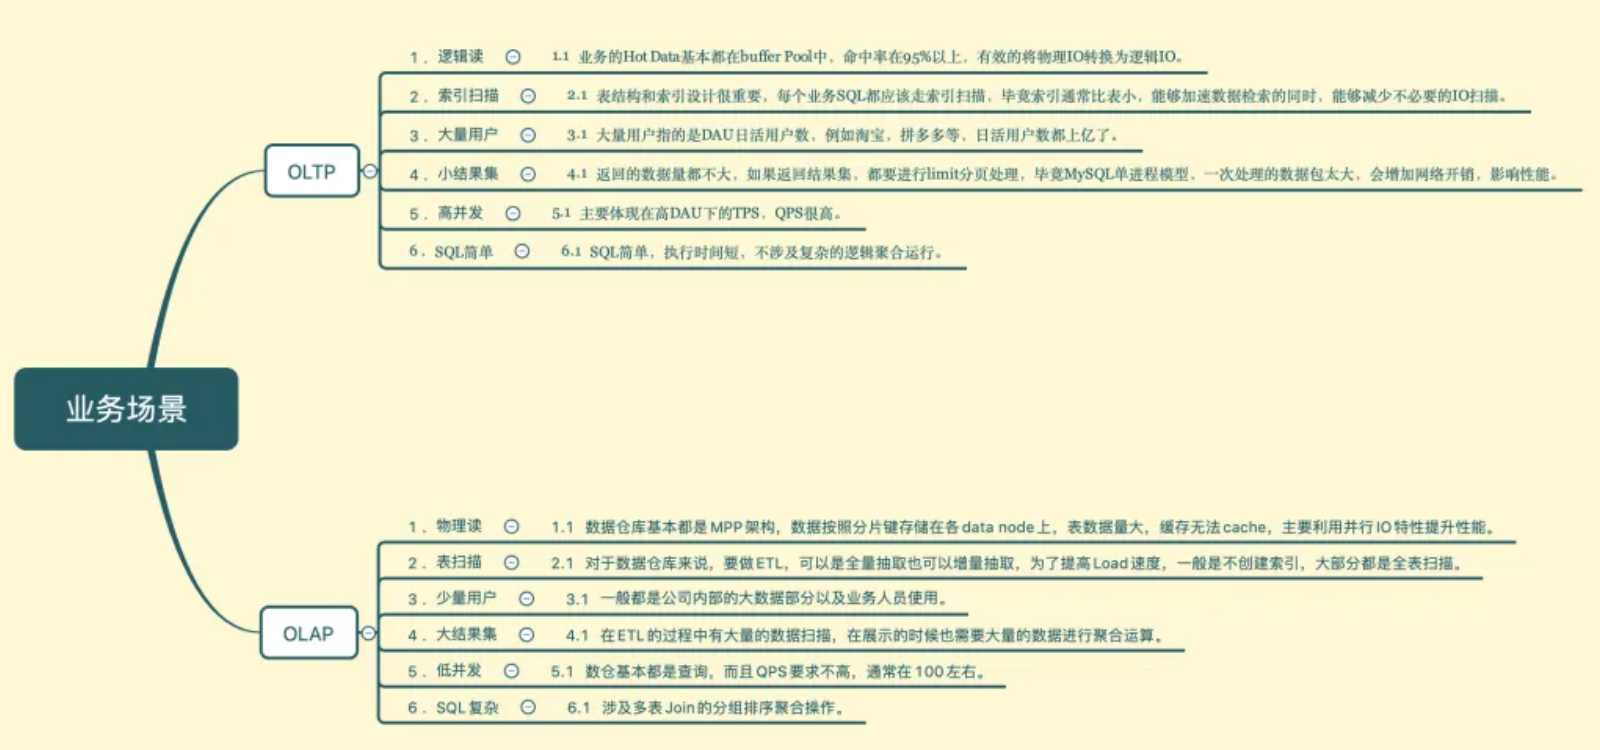 业务场景
OLTP
1. 逻辑读 1.1 业务的Hot Data基本都在buffer Pool中，命中率在95%以上，有效的将物理IO转换为逻辑IO。
2. 索引扫描 2.1 表结构和索引设计很重要，每个业务SQL都应该走索引扫描，毕竟索引通常比表小，能够加速数据检索的同时，能够减少不必要的IO扫描。
3. 大量用户 3.1 大量用户指的是DAU日活用户数，例如淘宝，拼多多等，日活用户数都上亿了。
4. 小结果集 4.1 返回的数据量都不大，如果返回结果集，都要进行limit分页处理，毕竟MySQL单进程模型，一次处理的数据包太大，会增加网络开销，影响性能。
5. 高并发 5.1 主要体现在高DAU下的TPS，QPS很高。
6. SQL简单 6.1 SQL简单，执行时间短，不涉及复杂的逻辑聚合运行。
OLAP
1. 物理读 1.1 数据仓库基本都是MPP架构，数据按照分片键存储在各data node上，表数据量大，缓存无法cache，主要利用并行IO特性提升性能。
2. 表扫描 2.1 对于数据仓库来说，要做ETL，可以是全量抽取也可以增量抽取，为了提高Load速度，一般是不创建索引，大部分都是全表扫描。
3. 少量用户 3.1 一般都是公司内部的大数据部分以及业务人员使用。
4. 大结果集 4.1 在ETL的过程中有大量的数据扫描，在展示的时候也需要大量的数据进行聚合运算。
5. 低并发 5.1 数仓基本都是查询，而且QPS要求不高，通常在100左右。
6. SQL复杂 6.1 涉及多表Join的分组排序聚合操作。